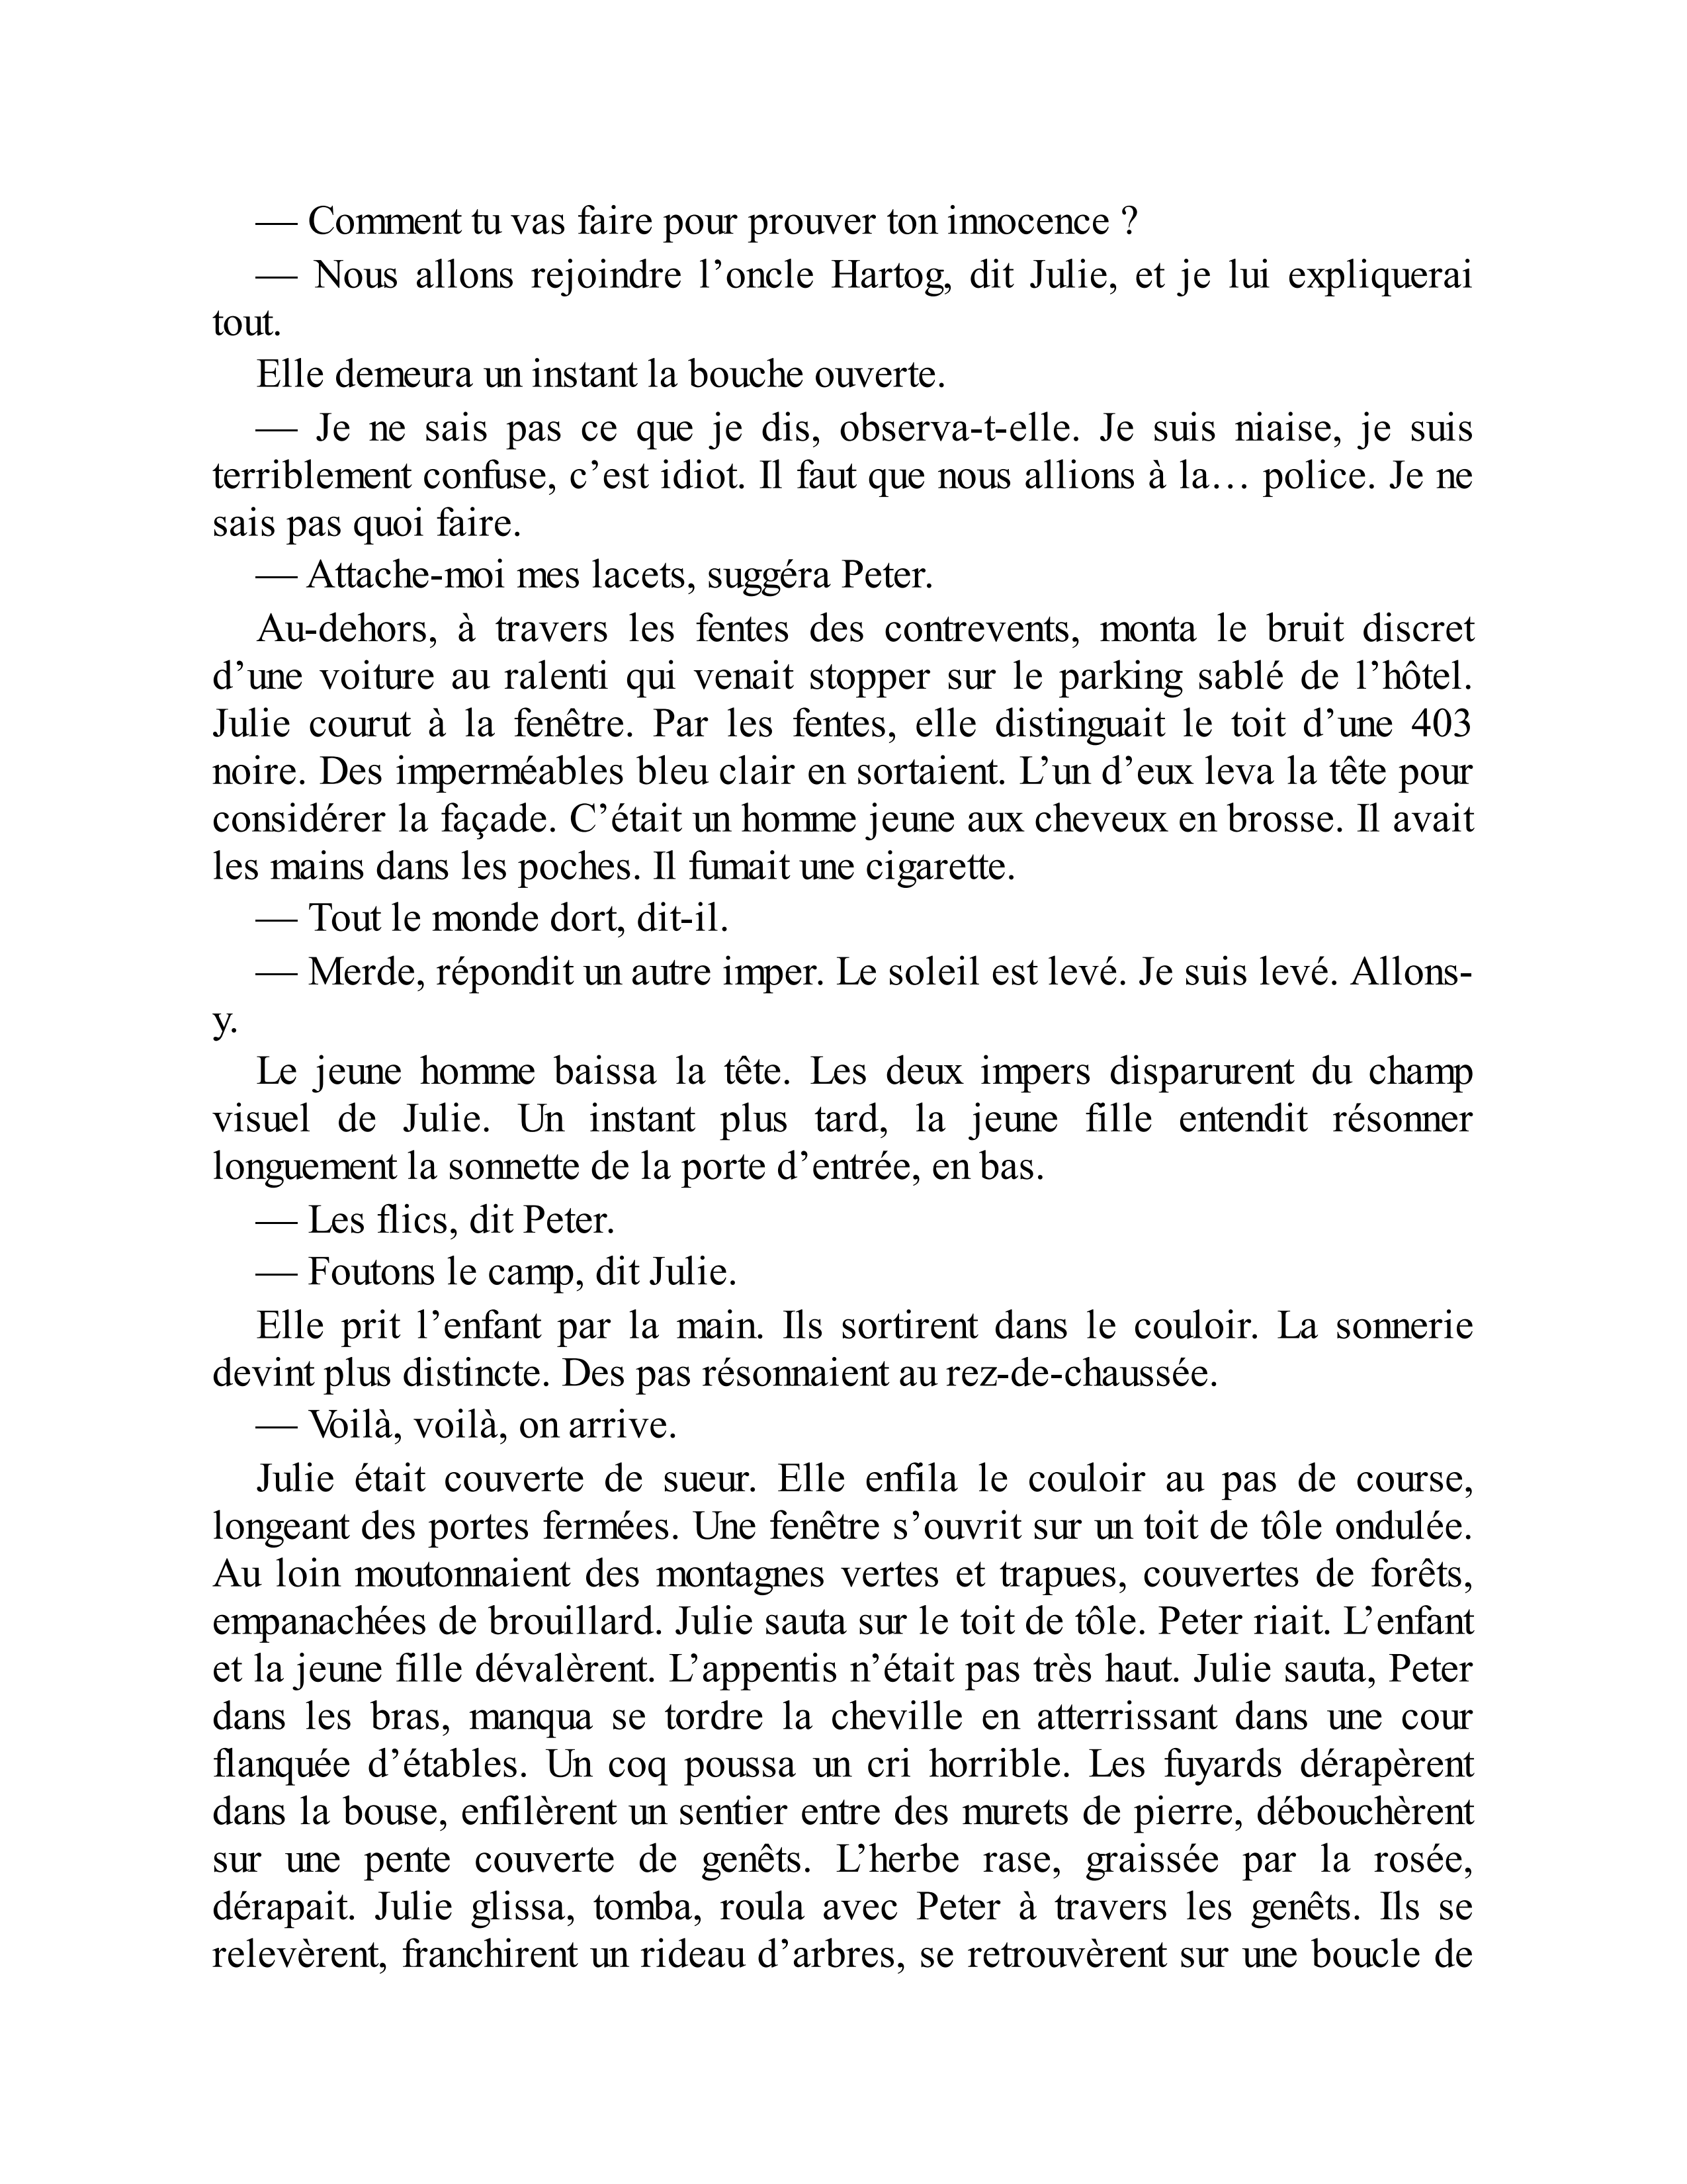 — Comment tu vas faire pour prouver ton innocence ?
— Nous allons rejoindre l’oncle Hartog, dit Julie, et je lui expliquerai
tout.
Elle demeura un instant la bouche ouverte.
— Je ne sais pas ce que je dis, observa-t-elle. Je suis niaise, je suis
terriblement confuse, c’est idiot. Il faut que nous allions à la… police. Je ne
sais pas quoi faire.
— Attache-moi mes lacets, suggéra Peter.
Au-dehors, à travers les fentes des contrevents, monta le bruit discret
d’une voiture au ralenti qui venait stopper sur le parking sablé de l’hôtel.
Julie courut à la fenêtre. Par les fentes, elle distinguait le toit d’une 403
noire. Des imperméables bleu clair en sortaient. L’un d’eux leva la tête pour
considérer la façade. C’était un homme jeune aux cheveux en brosse. Il avait
les mains dans les poches. Il fumait une cigarette.
— Tout le monde dort, dit-il.
— Merde, répondit un autre imper. Le soleil est levé. Je suis levé. Allons-
y.
Le jeune homme baissa la tête. Les deux impers disparurent du champ
visuel de Julie. Un instant plus tard, la jeune fille entendit résonner
longuement la sonnette de la porte d’entrée, en bas.
— Les flics, dit Peter.
— Foutons le camp, dit Julie.
Elle prit l’enfant par la main. Ils sortirent dans le couloir. La sonnerie
devint plus distincte. Des pas résonnaient au rez-de-chaussée.
— Voilà, voilà, on arrive.
Julie était couverte de sueur. Elle enfila le couloir au pas de course,
longeant des portes fermées. Une fenêtre s’ouvrit sur un toit de tôle ondulée.
Au loin moutonnaient des montagnes vertes et trapues, couvertes de forêts,
empanachées de brouillard. Julie sauta sur le toit de tôle. Peter riait. L’enfant
et la jeune fille dévalèrent. L’appentis n’était pas très haut. Julie sauta, Peter
dans les bras, manqua se tordre la cheville en atterrissant dans une cour
flanquée d’étables. Un coq poussa un cri horrible. Les fuyards dérapèrent
dans la bouse, enfilèrent un sentier entre des murets de pierre, débouchèrent
sur une pente couverte de genêts. L’herbe rase, graissée par la rosée,
dérapait. Julie glissa, tomba, roula avec Peter à travers les genêts. Ils se
relevèrent, franchirent un rideau d’arbres, se retrouvèrent sur une boucle de